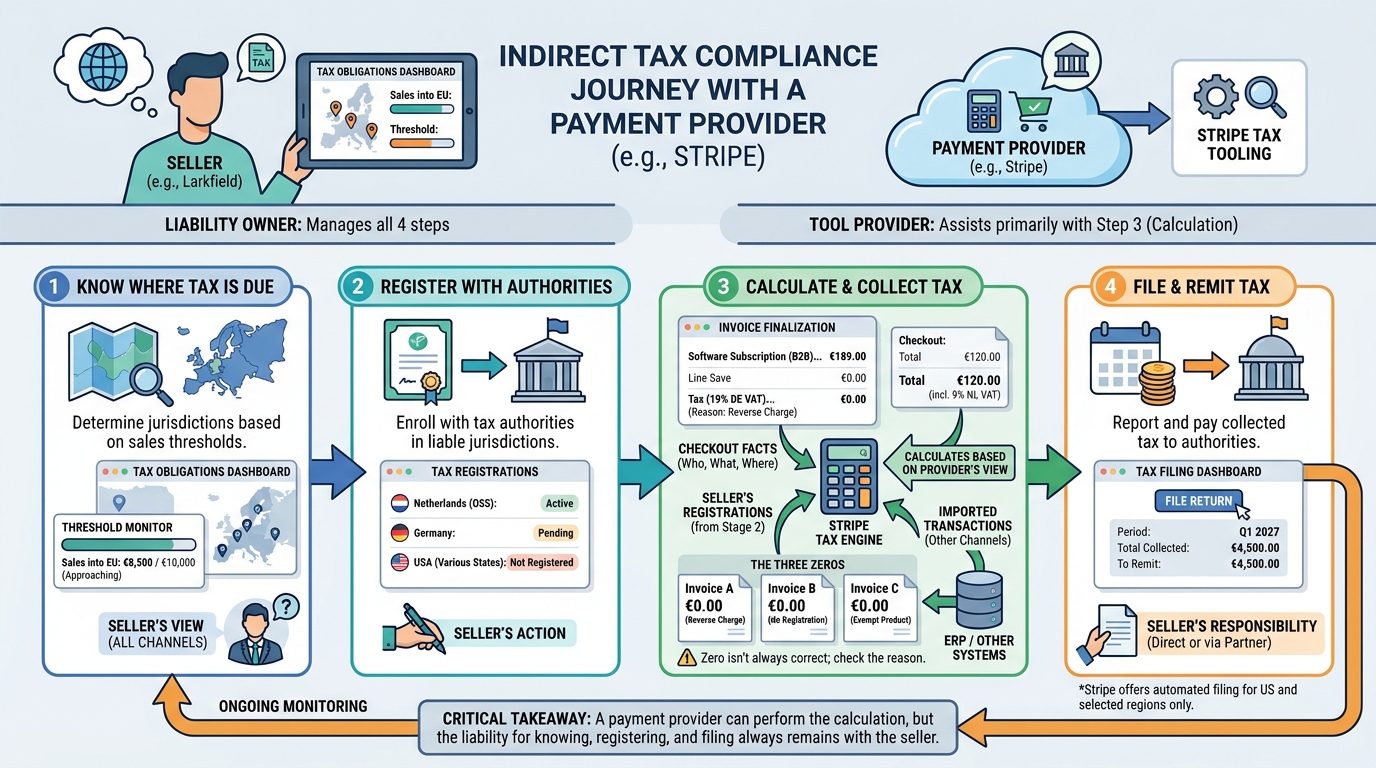 INDIRECT TAX COMPLIANCE
JOURNEY WITH A
PAYMENT PROVIDER
(e.g., STRIPE)
TAX
TAX OBLIGATIONS DASHBOARD
Sales into EU:
Threshold:
SELLER
(e.g., Larkfield)
PAYMENT PROVIDER
(e.g., Stripe)
STRIPE TAX
TOOLING
LIABILITY OWNER: Manages all 4 steps
TOOL PROVIDER: Assists primarily with Step 3 (Calculation)
1 KNOW WHERE TAX IS DUE
Determine jurisdictions based
on sales thresholds.
TAX OBLIGATIONS DASHBOARD
THRESHOLD MONITOR
Sales into EU: €8,500 / €10,000
(Approaching)
SELLER'S VIEW
(ALL CHANNELS)
?
2 REGISTER WITH AUTHORITIES
Enroll with tax authorities
in liable jurisdictions.
TAX REGISTRATIONS
Netherlands (OSS): Active
Germany: Pending
USA (Various States): Not Registered
SELLER'S ACTION
3 CALCULATE & COLLECT TAX
INVOICE FINALIZATION
Software Subscription (B2B)... €189.00
Line Save €0.00
Tax (19% DE VAT)... €0.00
(Reason: Reverse Charge)
Checkout:
Total €120.00
Total €120.00
(incl. 9% NL VAT)
CHECKOUT FACTS
(Who, What, Where)
CALCULATES BASED
ON PROVIDER'S VIEW
SELLER'S
REGISTRATIONS
(from Stage 2)
STRIPE
TAX ENGINE
IMPORTED
TRANSACTIONS
(Other Channels)
THE THREE ZEROS
Invoice A
€0.00
(Reverse Charge)
Invoice B
€0.00
Registration)
Invoice C
€0.00
(Exempt Product)
ERP / OTHER
SYSTEMS
Zero isn't always correct; check the reason.
4 FILE & REMIT TAX
Report and pay collected
tax to authorities.
TAX FILING DASHBOARD
FILE RETURN
Period: Q1 2027
Total Collected: €4,500.00
To Remit: €4,500.00
SELLER'S RESPONSIBILITY
(Direct or via Partner)
*Stripe offers automated filing for US and
selected regions only.
ONGOING MONITORING
CRITICAL TAKEAWAY: A payment provider can perform the calculation, but
the liability for knowing, registering, and filing always remains with the seller.